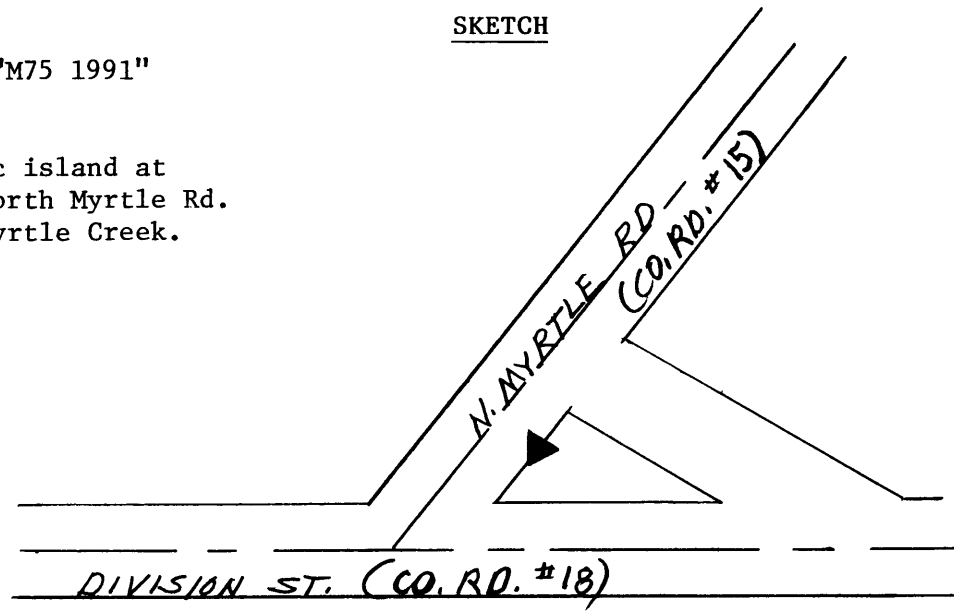 SKETCH
"M75 1991"
c island at
orth Myrtle Rd.
yrtle Creek.
N. MYRTLE RD
(CO. RD. #15)
DIVISION ST. (CO. RD. #18)